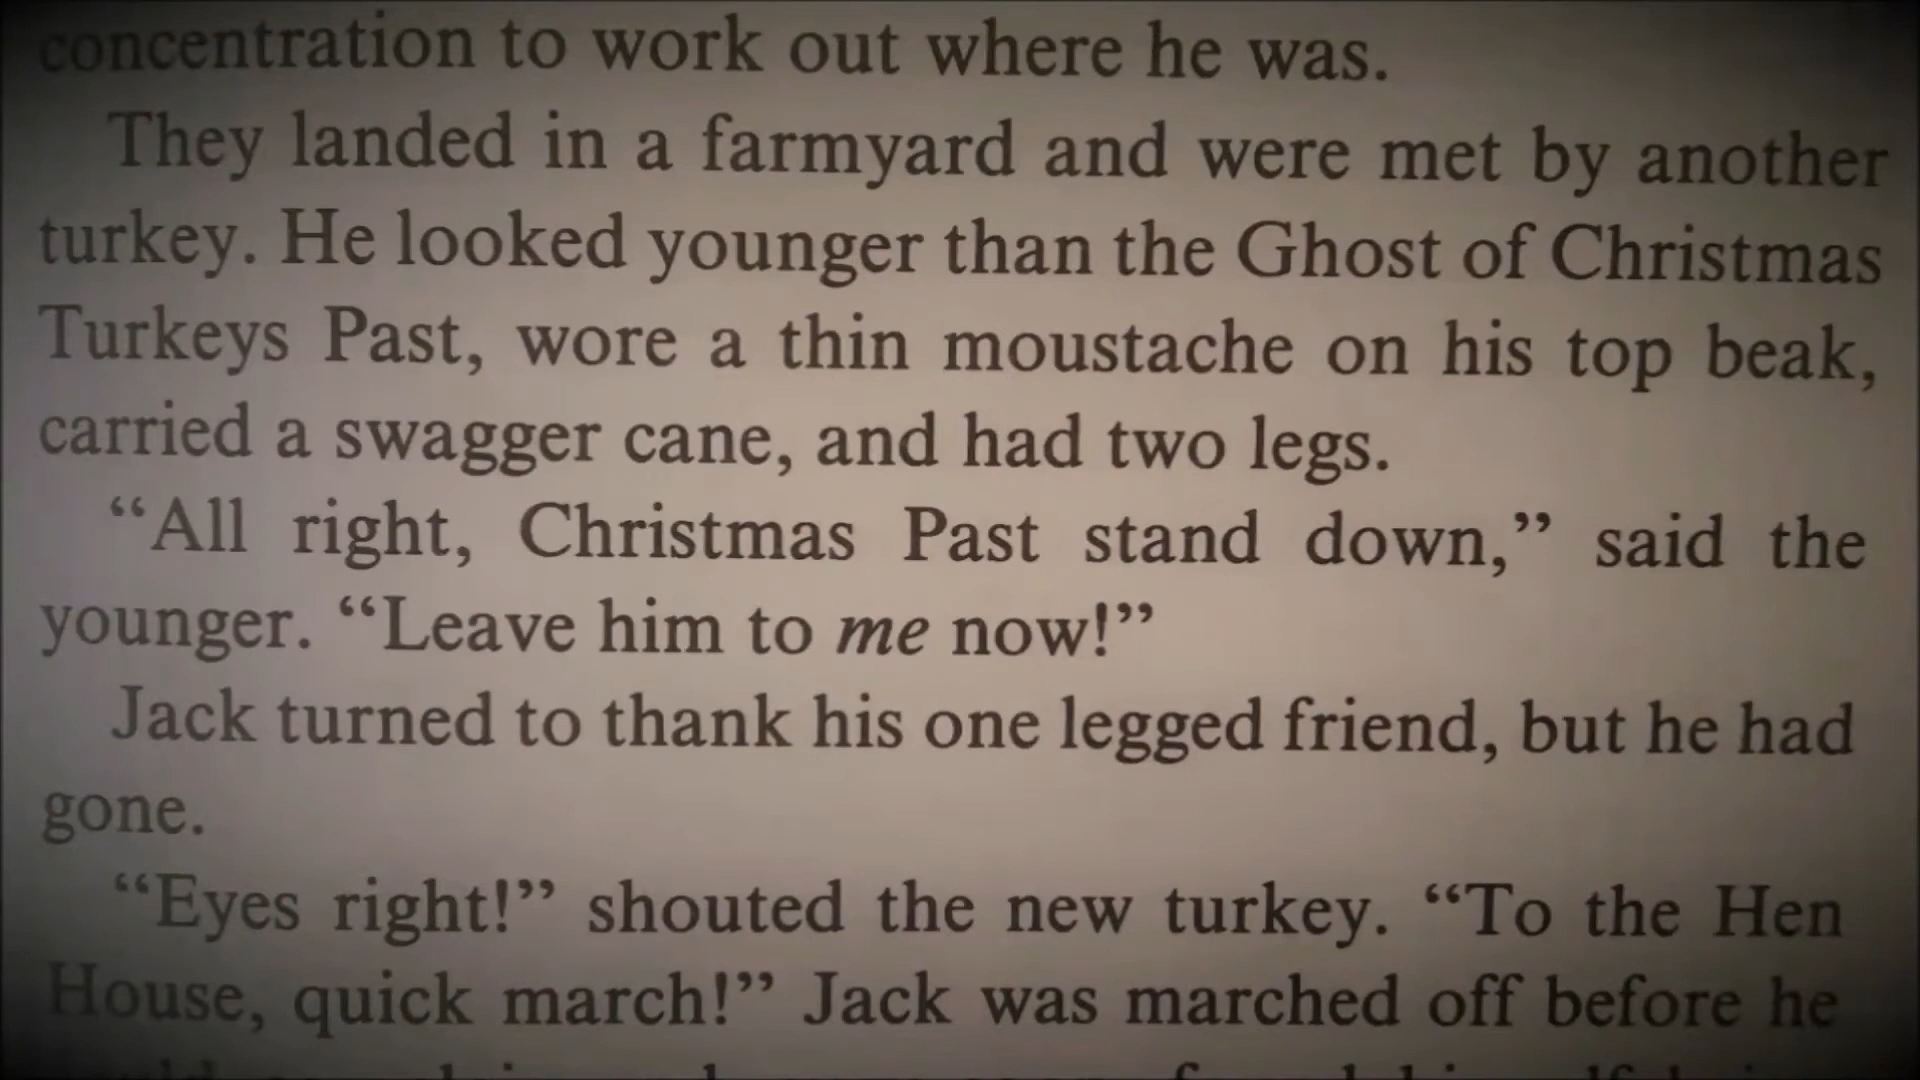 concentration to work out where he was.
They landed in a farmyard and were met by another
turkey. He looked younger than the Ghost of Christmas
Turkeys Past, wore a thin moustache on his top beak,
carried a swagger cane, and had two legs.
“All right, Christmas Past stand down,” said the
younger. “Leave him to me now!”
Jack turned to thank his one legged friend, but he had
gone.
“Eyes right!” shouted the new turkey. “To the Hen
House, quick march!” Jack was marched off before he